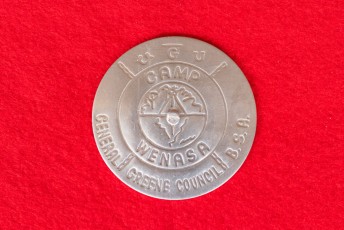 CAMP
WENASA
GENERAL GREENE COUNCIL B.S.A.